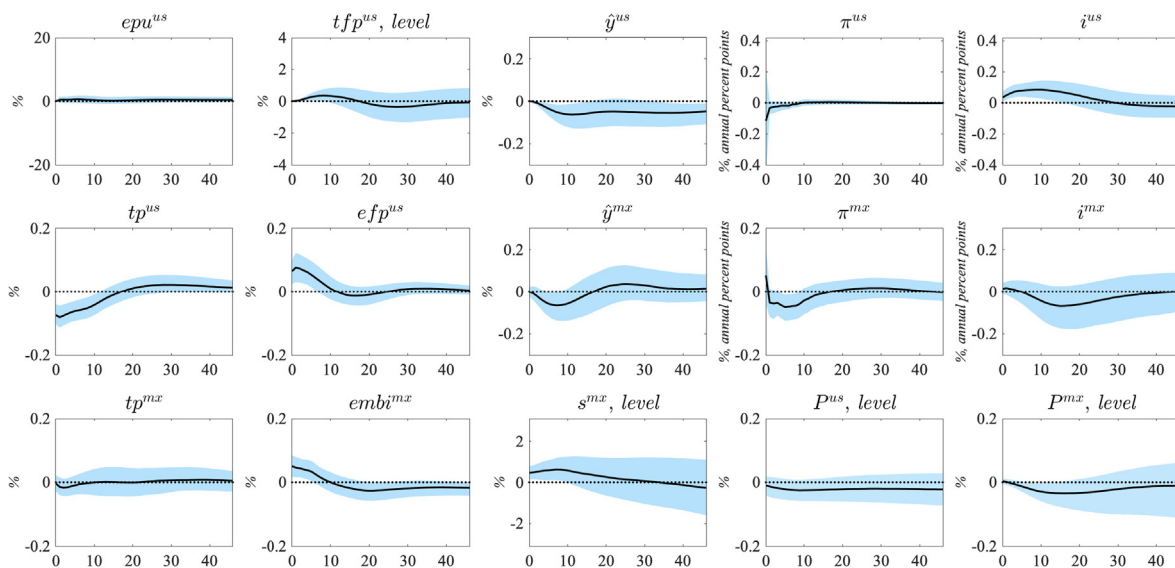 epu^us tfp^us, level ŷ^us π^us i^us
20 4 0.4 0.4
10 2 0.2 0.2 0.2
% 0 % 0 % 0 %, annual percent points 0 %, annual percent points 0
-10 -2 -0.2 -0.2 0.2
-20 -4 -0.4 0.4
0 10 20 30 40 0 10 20 30 40 0 10 20 30 40 0 10 20 30 40 0 10 20 30 40
tp^us efp^us ŷ^mx π^mx i^mx
0.2 0.2 0.2 0.2 0.2
% 0 % 0 % 0 %, annual percent points 0 %, annual percent points 0
-0.2 -0.2 -0.2 -0.2 -0.2
0 10 20 30 40 0 10 20 30 40 0 10 20 30 40 0 10 20 30 40 0 10 20 30 40
tp^mx embi^mx s^mx, level P^us, level P^mx, level
0.2 0.2 2 0.2 0.2
% 0 % 0 % 0 % 0 % 0
-0.2 -0.2 -2 -0.2 -0.2
0 10 20 30 40 0 10 20 30 40 0 10 20 30 40 0 10 20 30 40 0 10 20 30 40